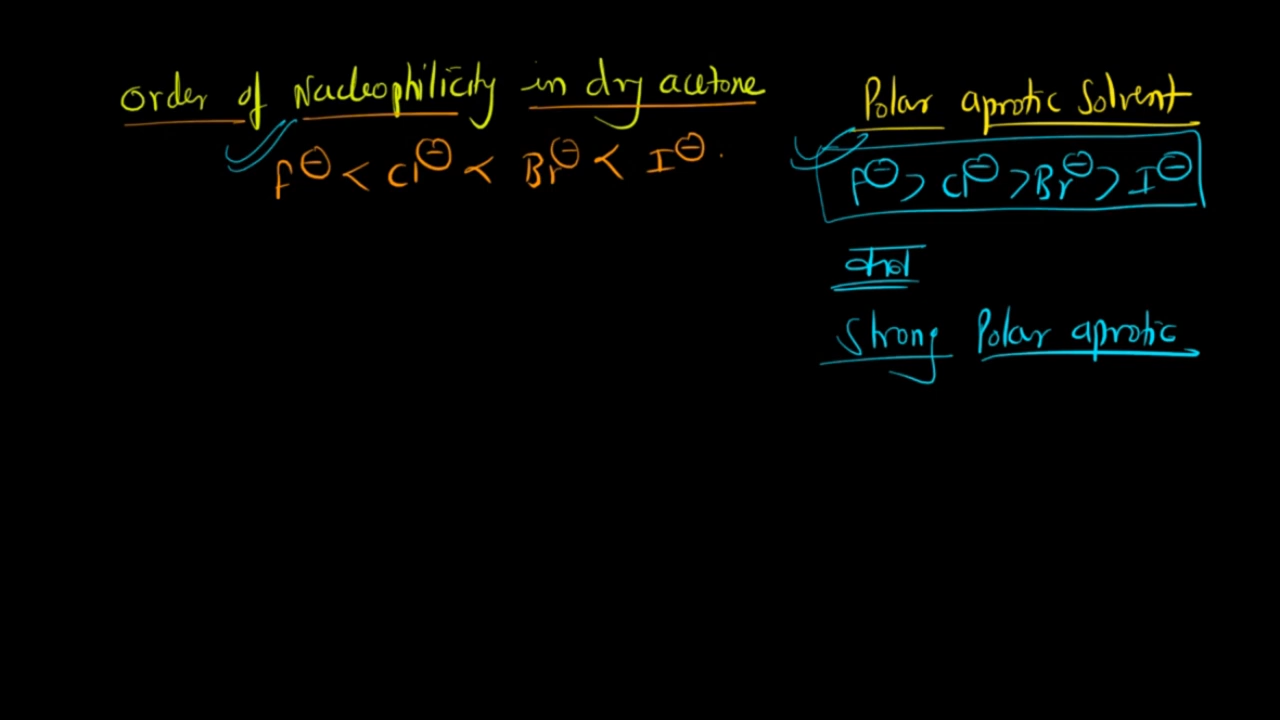 Order of Nucleophilicity in dry acetone
F⊖ < Cl⊖ < Br⊖ < I⊖.
Polar aprotic Solvent
F⊖ > Cl⊖ > Br⊖ > I⊖
Strong Polar aprotic